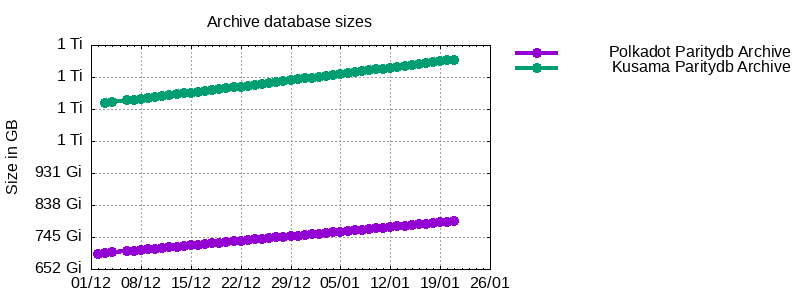 Archive database sizes
Polkadot Paritydb Archive
Kusama Paritydb Archive
Size in GB
1 Ti
1 Ti
1 Ti
1 Ti
931 Gi
838 Gi
745 Gi
652 Gi
01/12 08/12 15/12 22/12 29/12 05/01 12/01 19/01 26/01